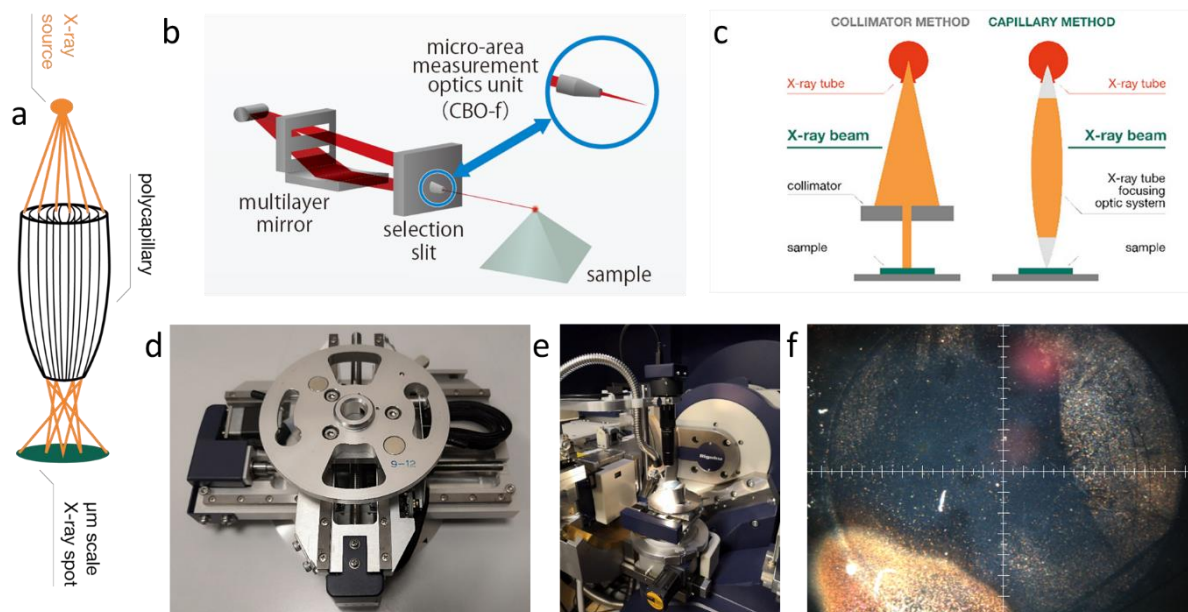 a
X-ray
source
polycapillary
µm scale
X-ray spot
b
micro-area
measurement
optics unit
(CBO-f)
multilayer
mirror
selection
slit
sample
c
COLLIMATOR METHOD
CAPILLARY METHOD
X-ray tube
X-ray tube
X-ray beam
X-ray beam
collimator
X-ray tube
focusing
optic system
sample
sample
d
9-12
e
Rigaku
f